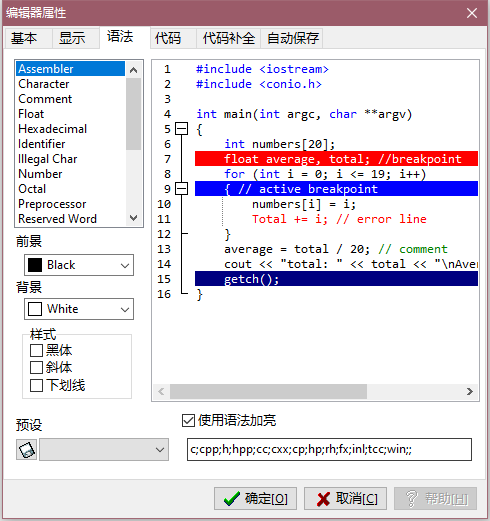 编辑器属性
基本 显示 语法 代码 代码补全 自动保存
Assembler
Character
Comment
Float
Hexadecimal
Identifier
Illegal Char
Number
Octal
Preprocessor
Reserved Word
前景
Black
背景
White
样式
黑体
斜体
下划线
预设
1 #include <iostream>
2 #include <conio.h>
3
4 int main(int argc, char **argv)
5 {
6 int numbers[20];
7 float average, total; //breakpoint
8 for (int i = 0; i <= 19; i++)
9 { // active breakpoint
10 numbers[i] = i;
11 Total += i; // error line
12 }
13 average = total / 20; // comment
14 cout << "total: " << total << "\nAver
15 getch();
16 }
使用语法加亮
c;cpp;h;hpp;cc;cxx;cp;hp;rh;fx;inl;tcc;win;;
确定[O] 取消[C] 帮助[H]